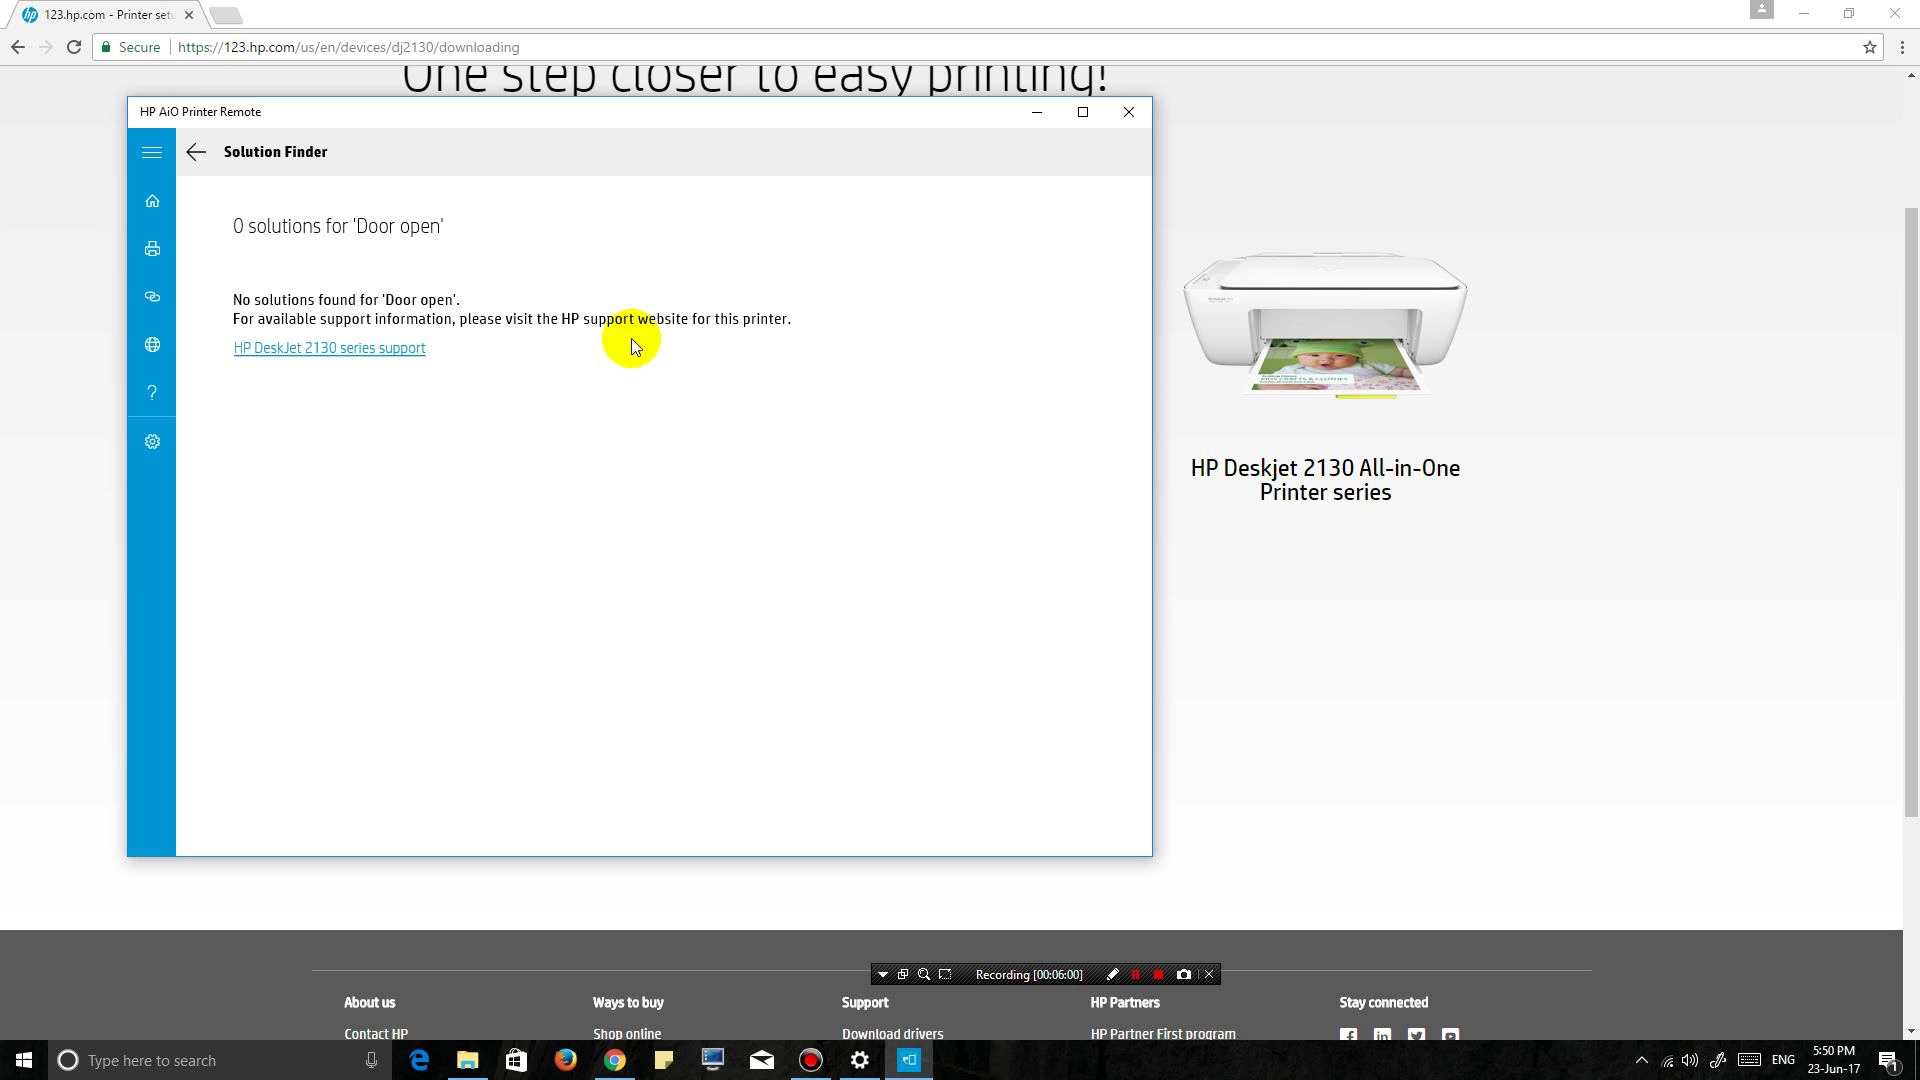 123.hp.com - Printer setu
Secure
https://123.hp.com/us/en/devices/dj2130/downloading
One step closer to easy printing!
HP AiO Printer Remote
Solution Finder
0 solutions for 'Door open'
No solutions found for 'Door open'.
For available support information, please visit the HP support website for this printer.
HP DeskJet 2130 series support
KIDS CRAFTS & CLOTHES
HP Deskjet 2130 All-in-One
Printer series
Recording [00:06:00]
About us
Ways to buy
Support
HP Partners
Stay connected
Contact HP
Shop online
Download drivers
HP Partner First program
Type here to search
ENG
5:50 PM
23-Jun-17
1